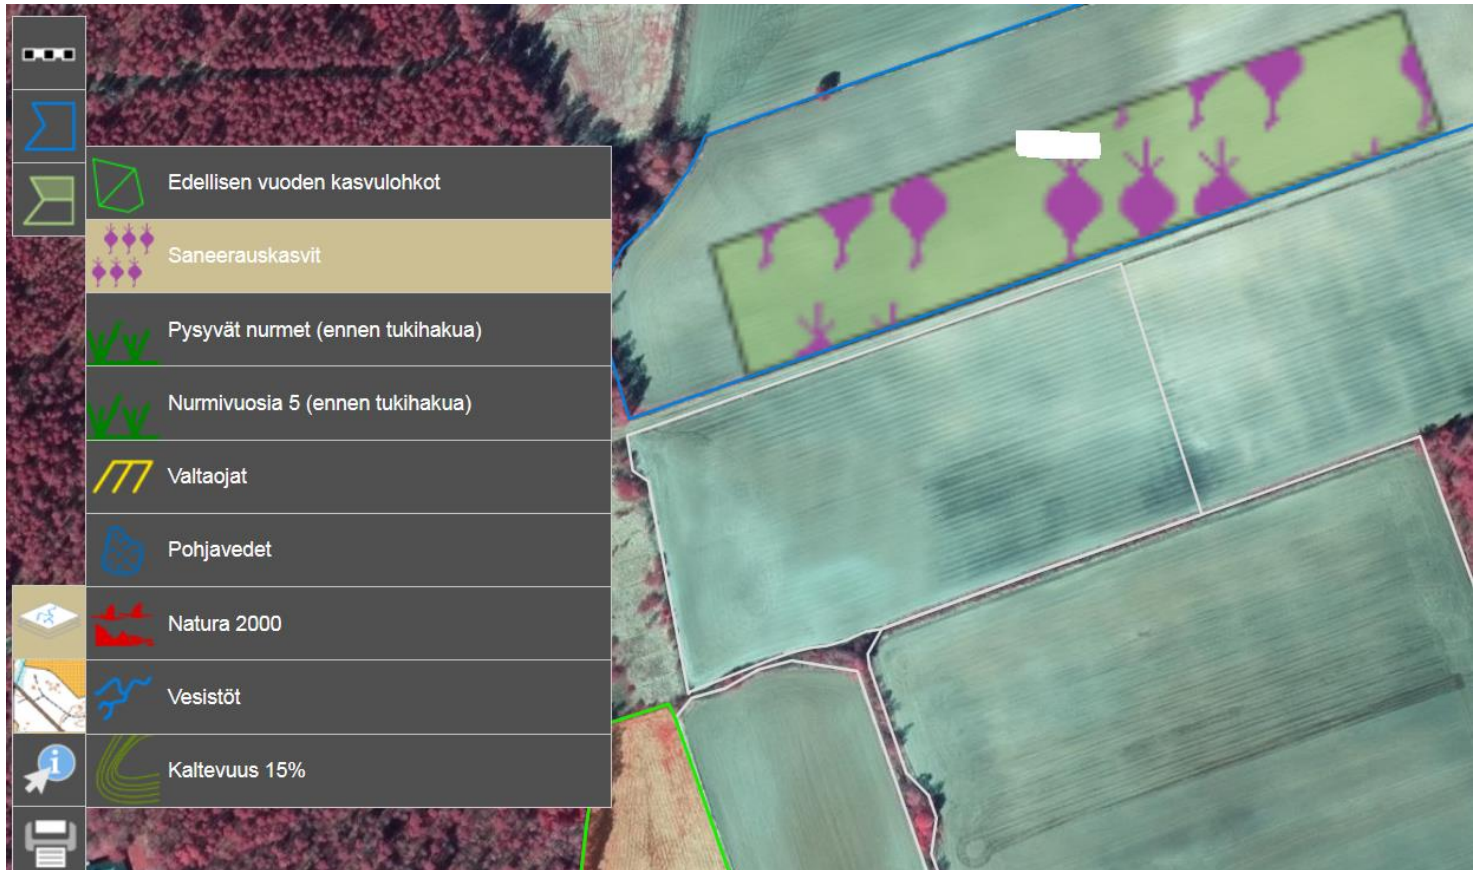 Edellisen vuoden kasvulohkot
Saneerauskasvit
Pysyvät nurmet (ennen tukihakua)
Nurmivuosia 5 (ennen tukihakua)
Valtaojat
Pohjavedet
Natura 2000
Vesistöt
Kaltevuus 15%